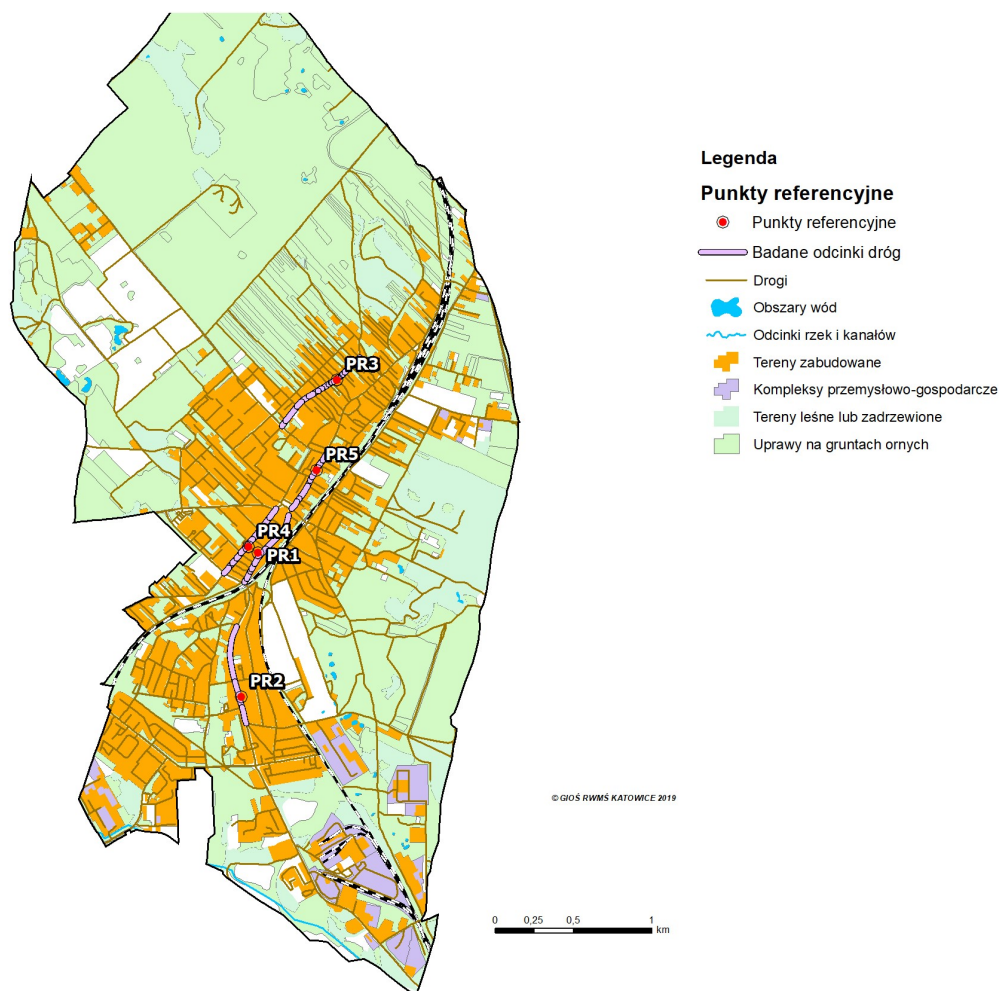 Legenda
Punkty referencyjne
Punkty referencyjne
Badane odcinki dróg
Drogi
Obszary wód
Odcinki rzek i kanałów
Tereny zabudowane
Kompleksy przemysłowo-gospodarcze
Tereny leśne lub zadrzewione
Uprawy na gruntach ornych
PR3
PR5
PR4
PR1
PR2
© GIOŚ RWMŚ KATOWICE 2019
0 0,25 0,5 1
km